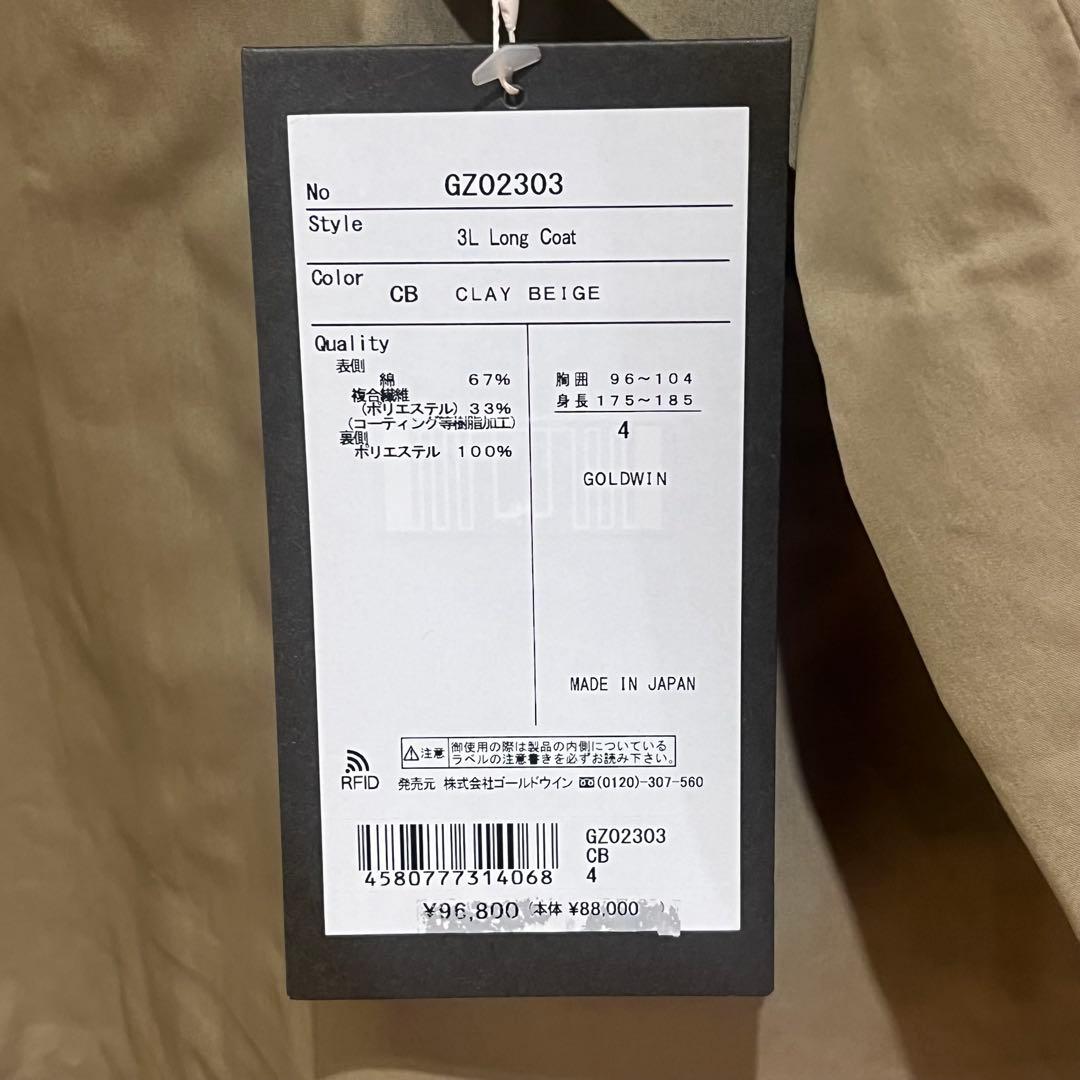 No GZ02303
Style
3L Long Coat
Color
CB CLAY BEIGE
Quality
表側
綿 67%
複合繊維
(ポリエステル) 33%
(コーティング等樹脂加工)
裏側
ポリエステル 100%
胸囲 96~104
身長 175~185
4
GOLDWIN
MADE IN JAPAN
RFID
注意
御使用の際は製品の内側についている
ラベルの注意書きを必ずお読み下さい。
発売元 株式会社ゴールドウイン (0120)-307-560
4580777314068
GZ02303
CB
4
¥96,800 (本体 ¥88,000 )